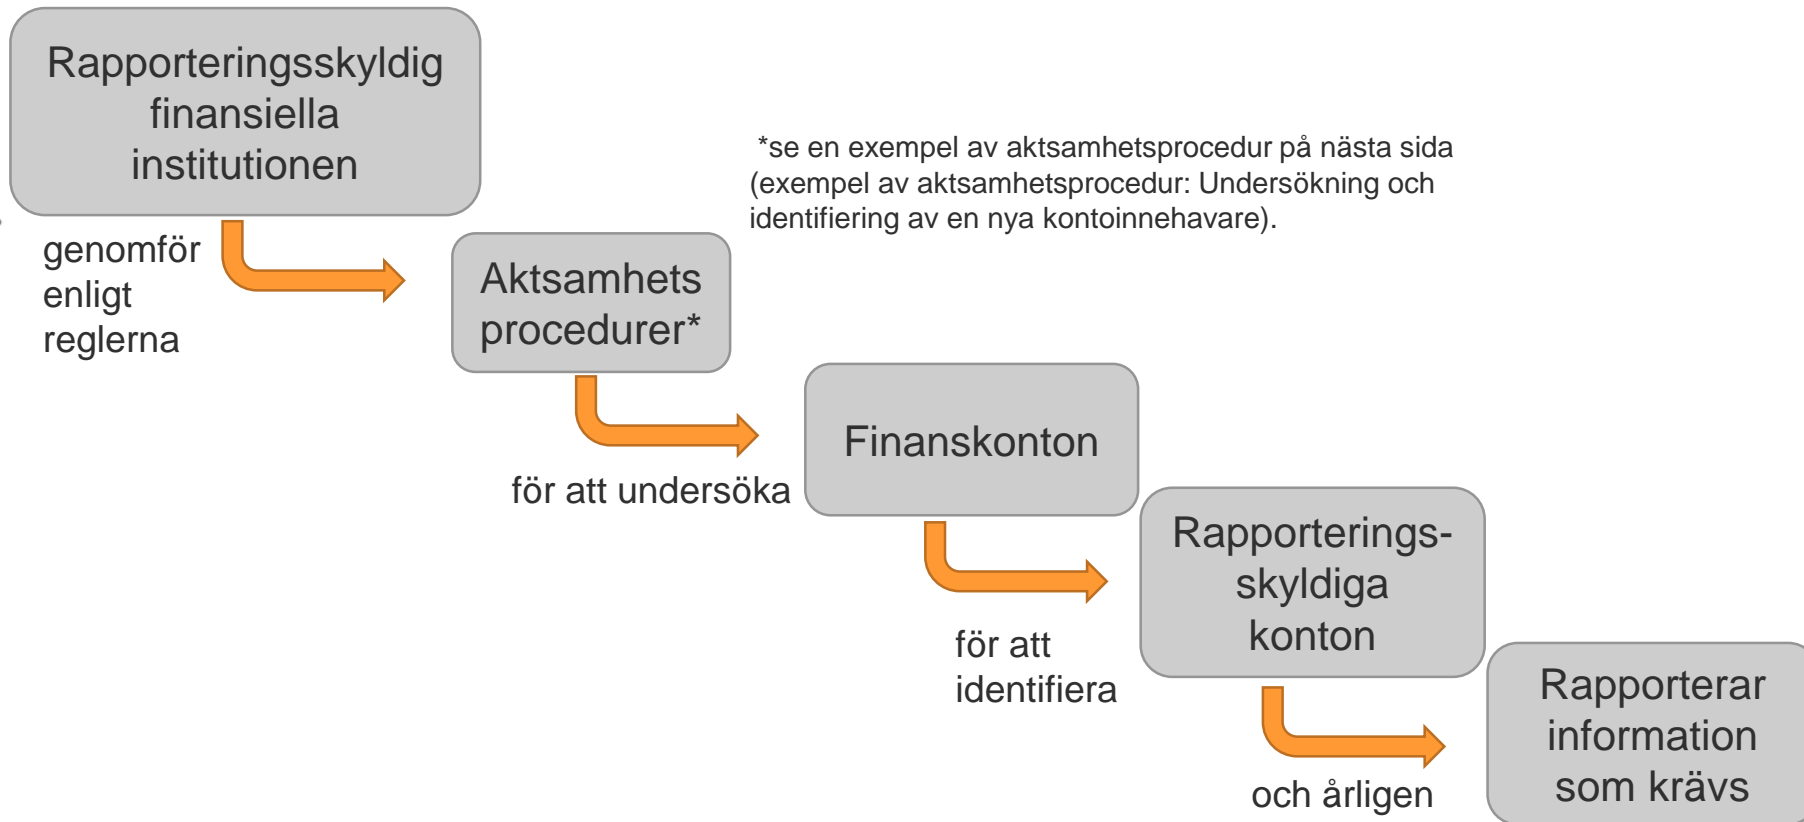 Rapporteringsskyldig
finansiella
institutionen
*se en exempel av aktsamhetsprocedur på nästa sida
(exempel av aktsamhetsprocedur: Undersökning och
identifiering av en nya kontoinnehavare).
genomför
enligt
reglerna
Aktsamhets
procedurer*
för att undersöka
Finanskonton
för att
identifiera
Rapporterings-
skyldiga
konton
och årligen
Rapporterar
information
som krävs